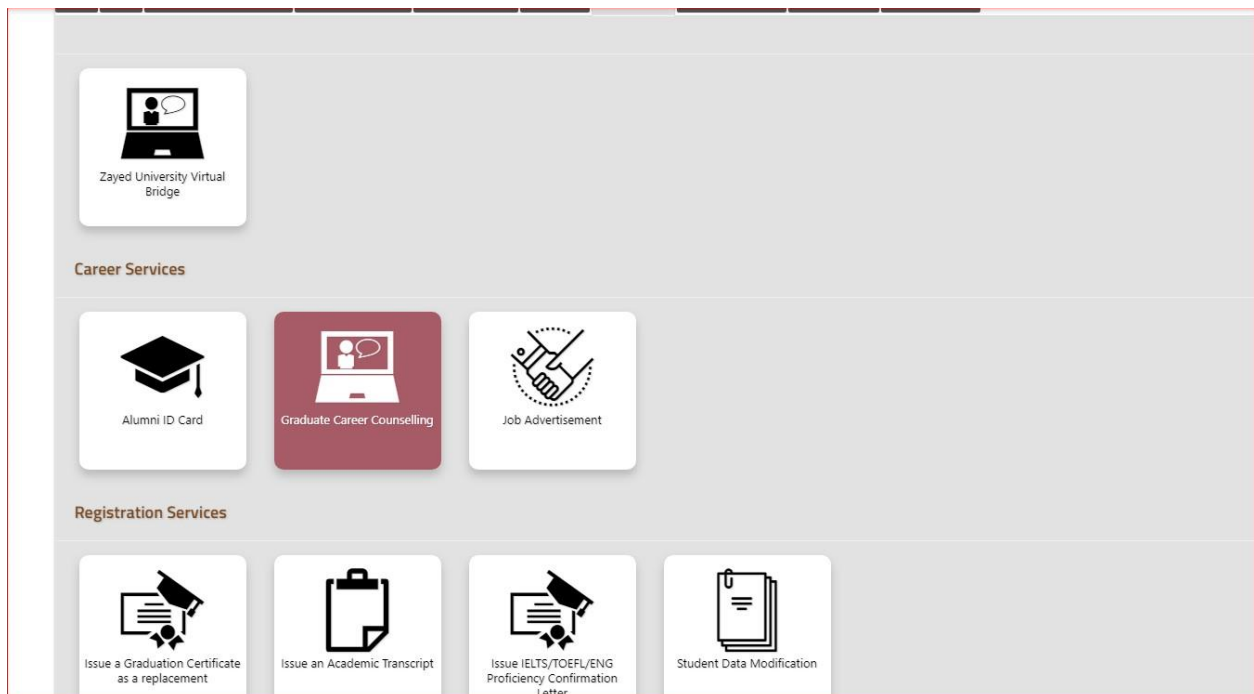 Zayed University Virtual
Bridge
Career Services
Alumni ID Card
Graduate Career Counselling
Job Advertisement
Registration Services
Issue a Graduation Certificate
as a replacement
Issue an Academic Transcript
Issue IELTS/TOEFL/ENG
Proficiency Confirmation
Letter
Student Data Modification